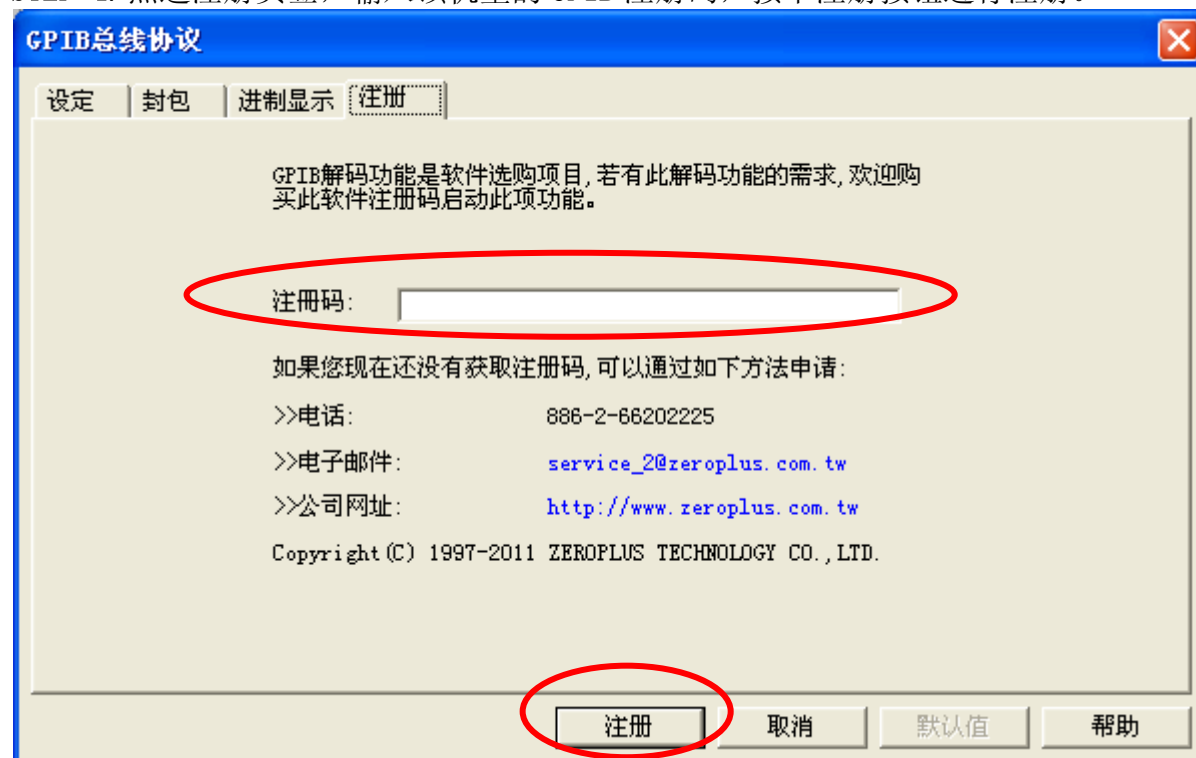 GPIB总线协议
设定 封包 进制显示 注册
GPIB解码功能是软件选购项目,若有此解码功能的需求,欢迎购
买此软件注册码启动此项功能。
注册码:
如果您现在还没有获取注册码,可以通过如下方法申请:
>>电话: 886-2-66202225
>>电子邮件: service_2@zeroplus.com.tw
>>公司网址: http://www.zeroplus.com.tw
Copyright(C) 1997-2011 ZEROPLUS TECHNOLOGY CO.,LTD.
注册 取消 默认值 帮助